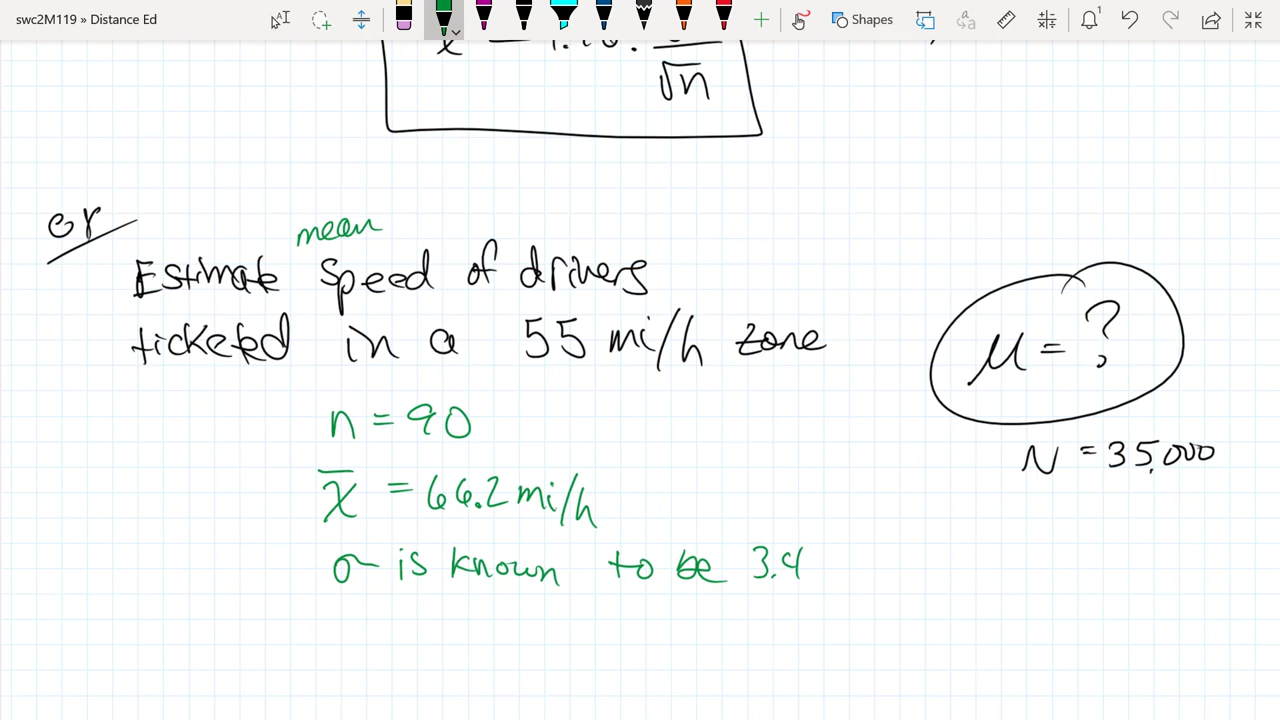 swc2M119 » Distance Ed
Shapes
√n
er
mean
Estimate speed of drivers
ticketed in a 55 mi/h zone
μ = ?
N = 35,000
n = 90
x̄ = 66.2 mi/h
σ is known to be 3.4